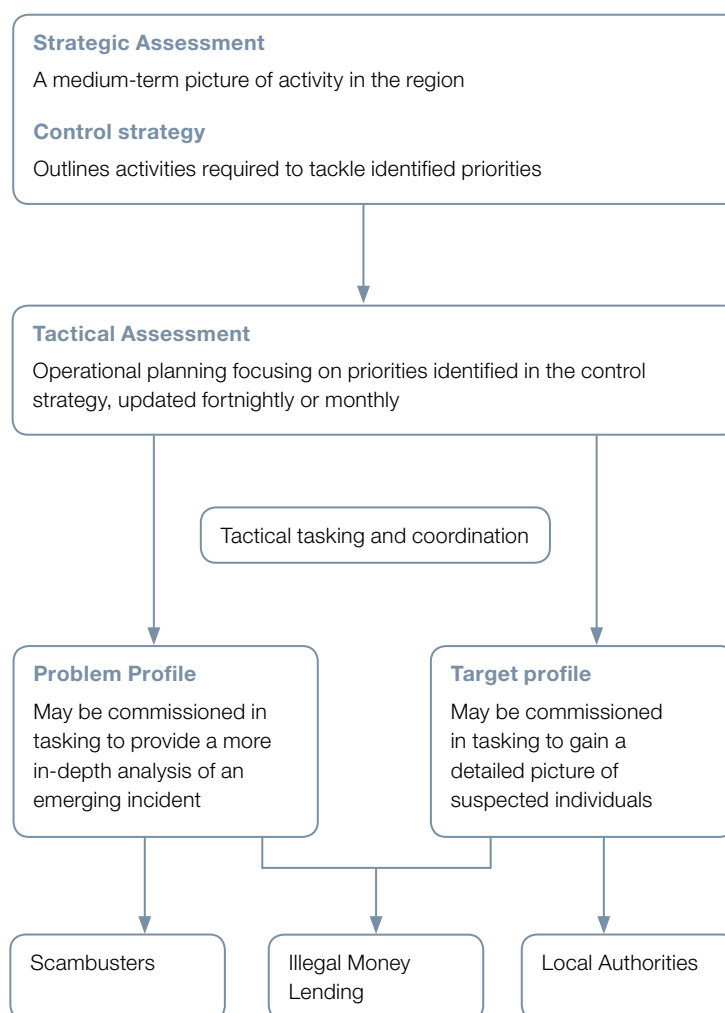 Strategic Assessment
A medium-term picture of activity in the region
Control strategy
Outlines activities required to tackle identified priorities
Tactical Assessment
Operational planning focusing on priorities identified in the control
strategy, updated fortnightly or monthly
Tactical tasking and coordination
Problem Profile
May be commissioned in
tasking to provide a more
in-depth analysis of an
emerging incident
Target profile
May be commissioned
in tasking to gain a
detailed picture of
suspected individuals
Scambusters
Illegal Money
Lending
Local Authorities